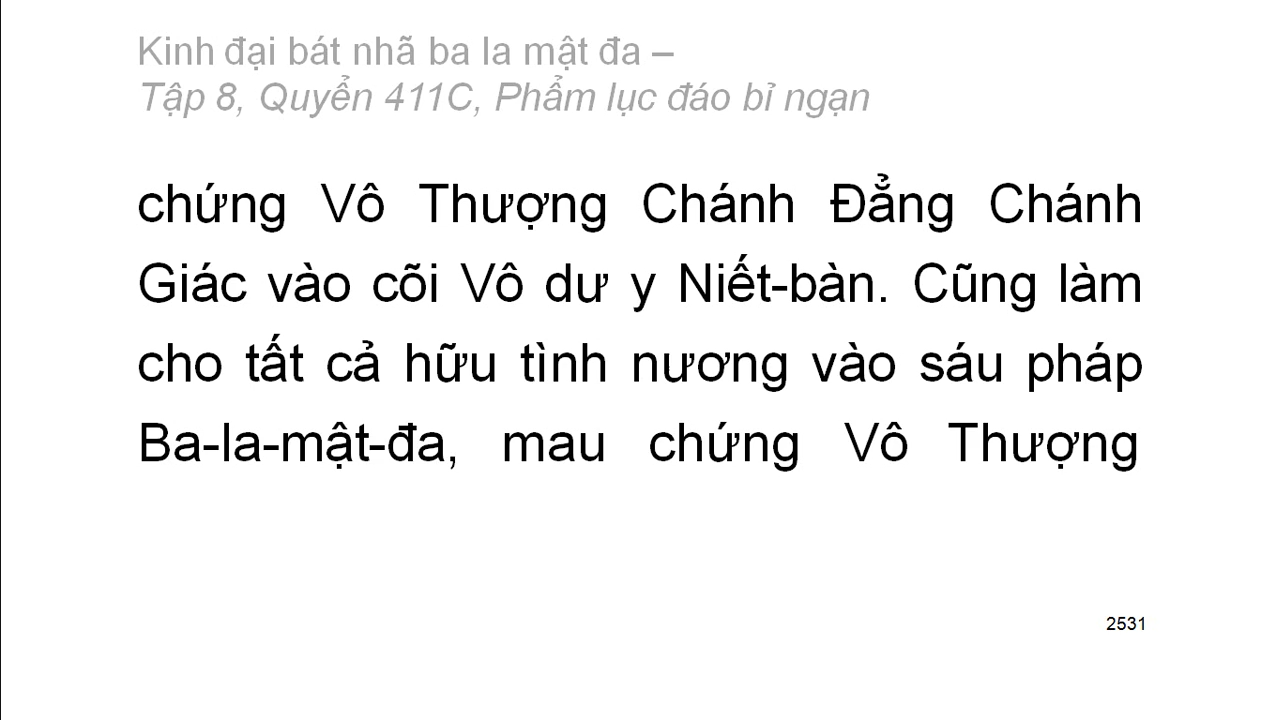 Kinh đại bát nhã ba la mật đa –
Tập 8, Quyển 411C, Phẩm lục đáo bỉ ngạn
chứng Vô Thượng Chánh Đẳng Chánh
Giác vào cõi Vô dư y Niết-bàn. Cũng làm
cho tất cả hữu tình nương vào sáu pháp
Ba-la-mật-đa, mau chứng Vô Thượng
2531